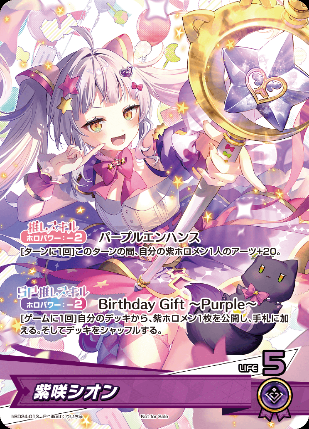 推しスキル
ホロパワー：-2
パープルエンハンス
[ターンに1回]このターンの間、自分の紫ホロメン1人のアーツ+20。
SP推しスキル
ホロパワー：-2
Birthday Gift ～Purple～
[ゲームに1回]自分のデッキから、紫ホロメン1枚を公開し、手札に加
える。そしてデッキをシャッフルする。
LIFE 5
紫咲シオン
Not for Sale